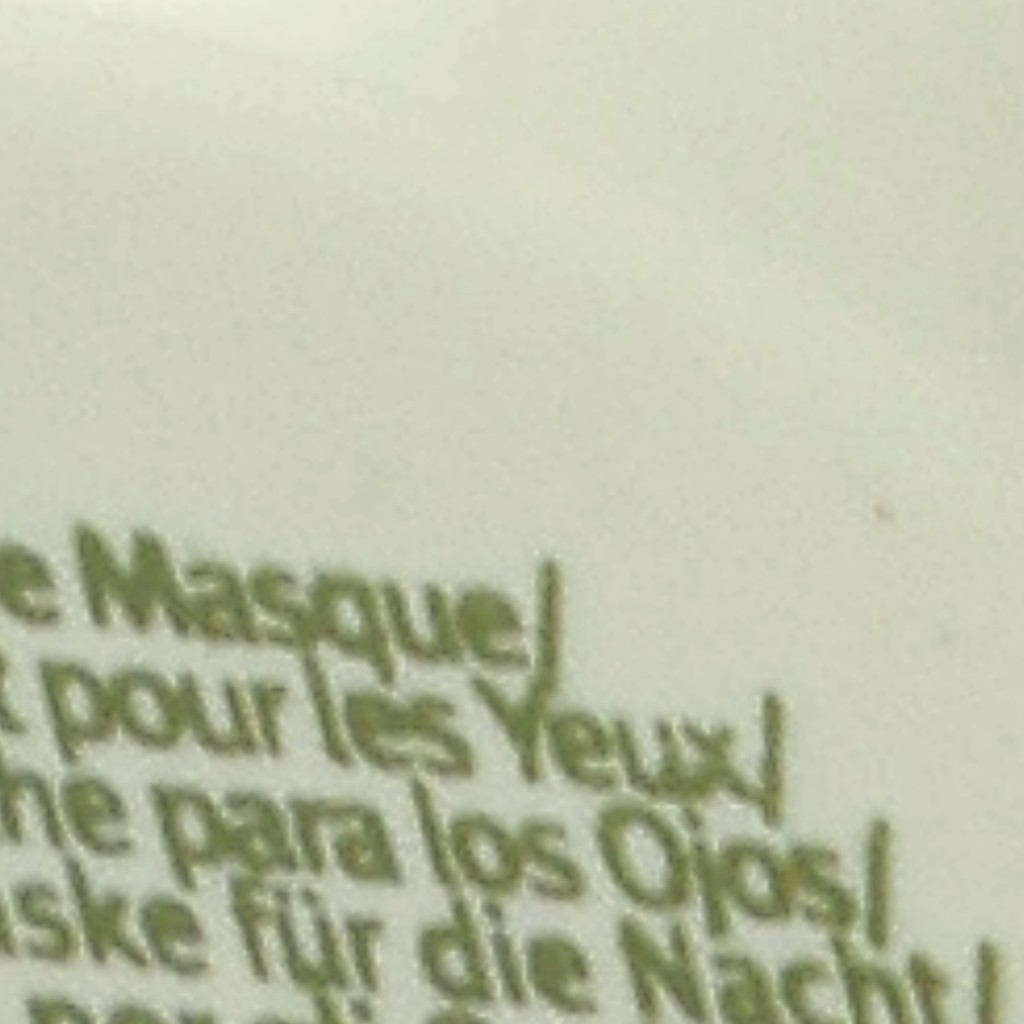 e Masque/
pour les Yeux/
he para los Ojos/
ske für die Nacht/